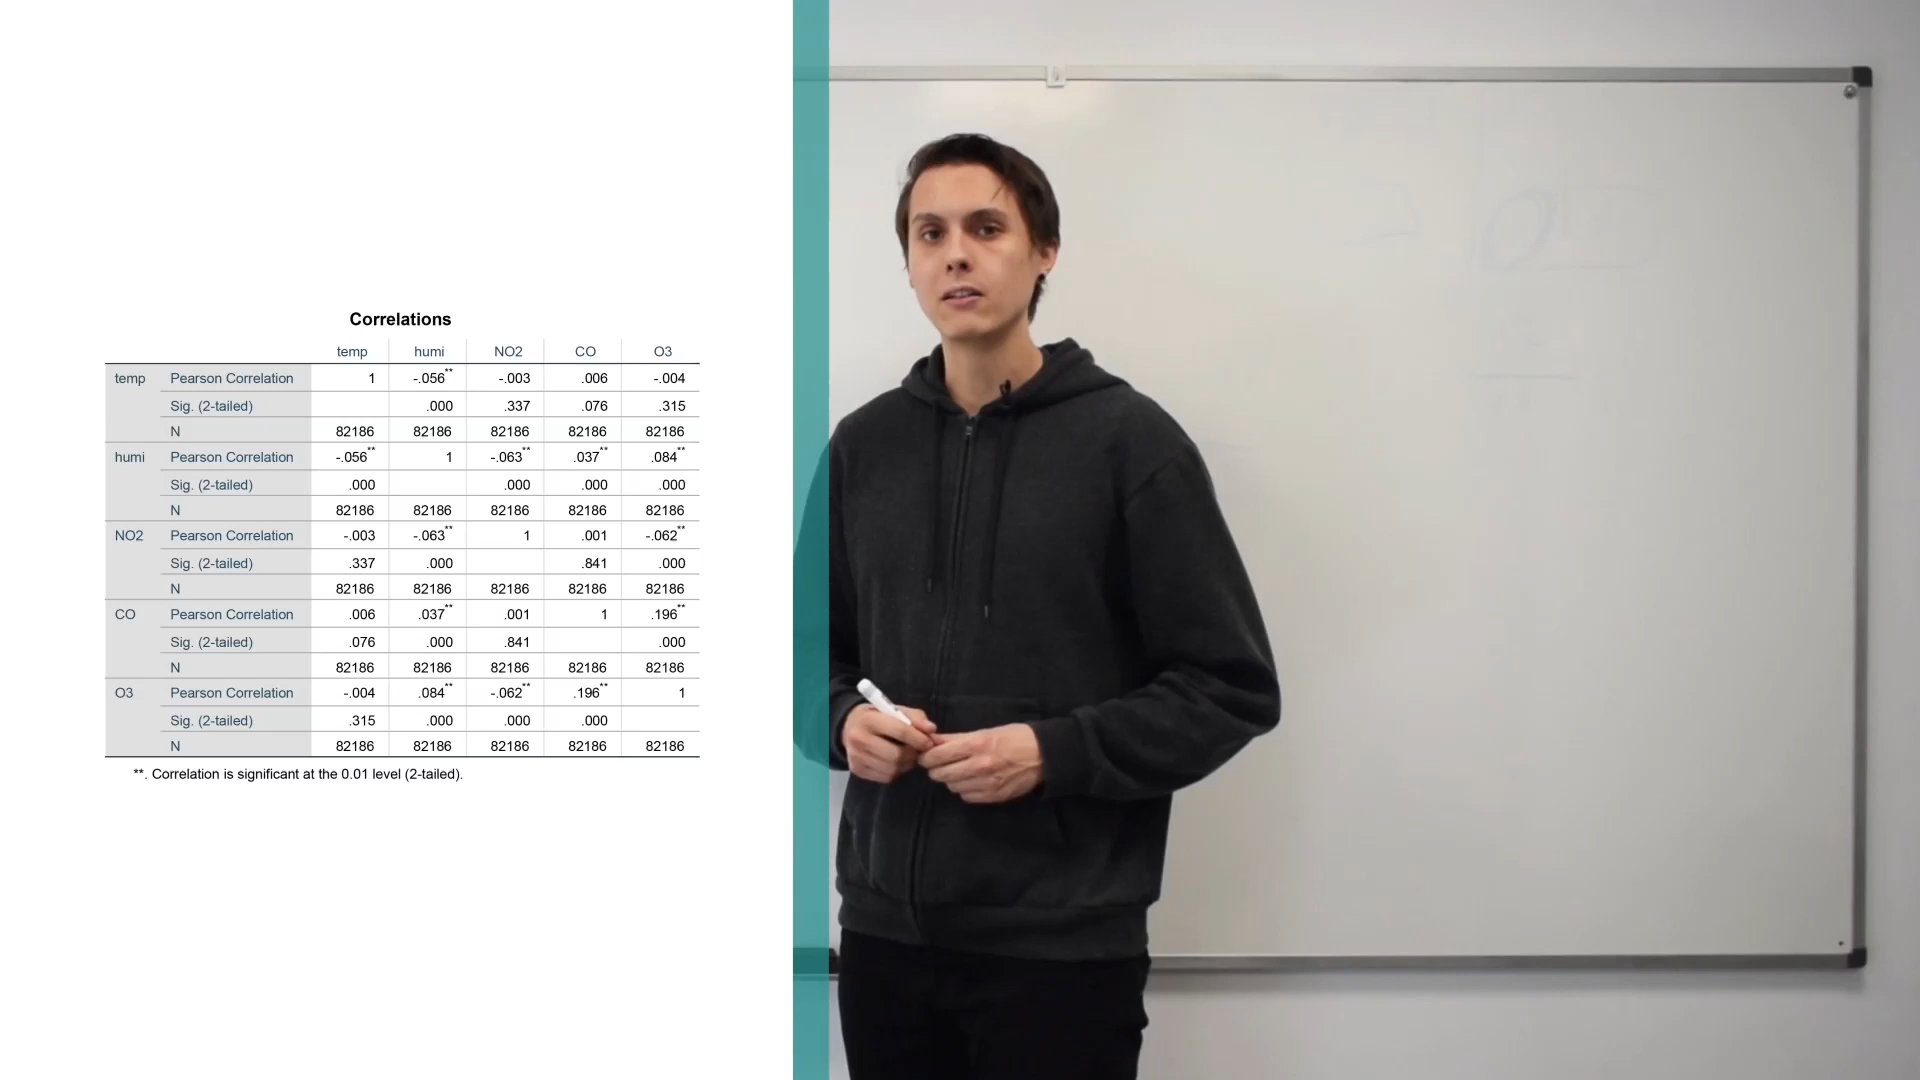 Correlations
temp humi NO2 CO O3
temp Pearson Correlation 1 -.056** -.003 .006 -.004
Sig. (2-tailed) .000 .337 .076 .315
N 82186 82186 82186 82186 82186
humi Pearson Correlation -.056** 1 -.063** .037** .084**
Sig. (2-tailed) .000 .000 .000 .000
N 82186 82186 82186 82186 82186
NO2 Pearson Correlation -.003 -.063** 1 .001 -.062**
Sig. (2-tailed) .337 .000 .841 .000
N 82186 82186 82186 82186 82186
CO Pearson Correlation .006 .037** .001 1 .196**
Sig. (2-tailed) .076 .000 .841 .000
N 82186 82186 82186 82186 82186
O3 Pearson Correlation -.004 .084** -.062** .196** 1
Sig. (2-tailed) .315 .000 .000 .000
N 82186 82186 82186 82186 82186
**. Correlation is significant at the 0.01 level (2-tailed).